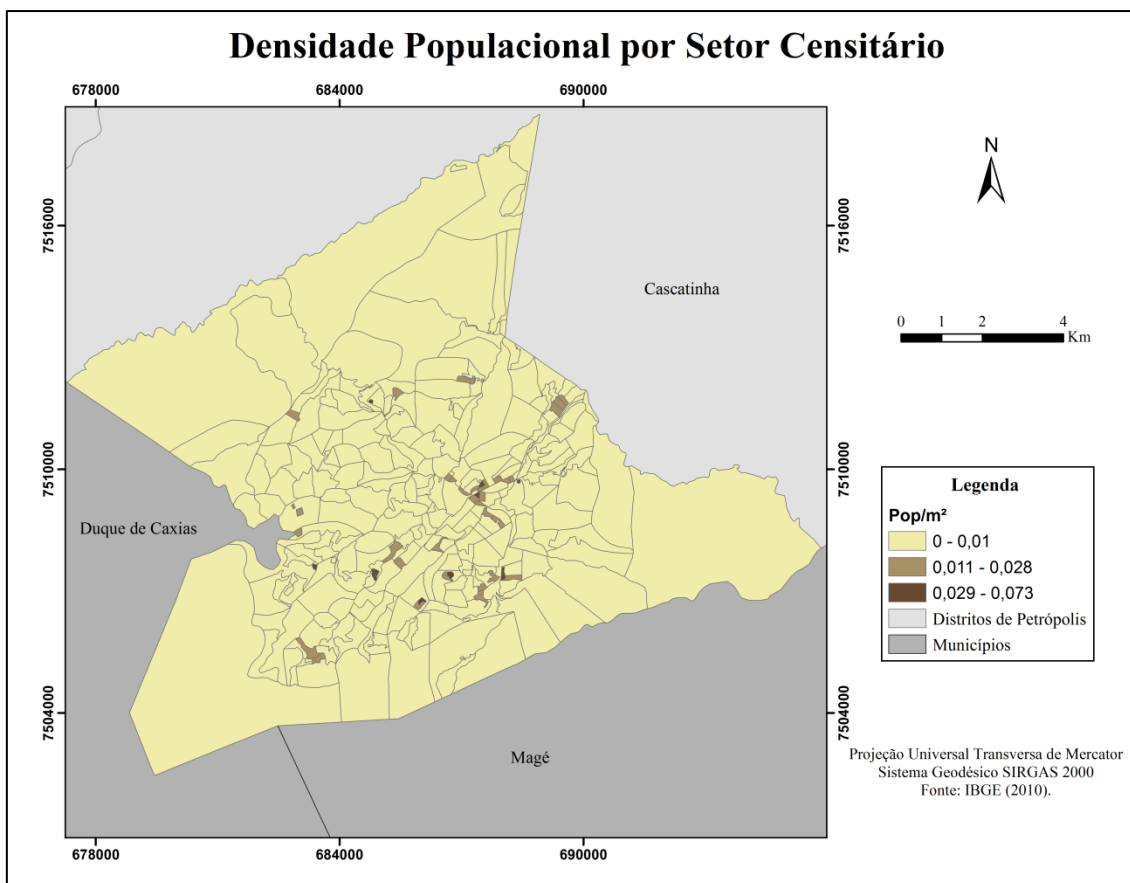 Densidade Populacional por Setor Censitário
678000
684000
690000
N
7516000
7516000
Cascatinha
0 1 2 4
Km
7510000
7510000
Legenda
Pop/m²
0 - 0,01
0,011 - 0,028
0,029 - 0,073
Distritos de Petrópolis
Municípios
Duque de Caxias
7504000
7504000
Magé
Projeção Universal Transversa de Mercator
Sistema Geodésico SIRGAS 2000
Fonte: IBGE (2010).
678000
684000
690000